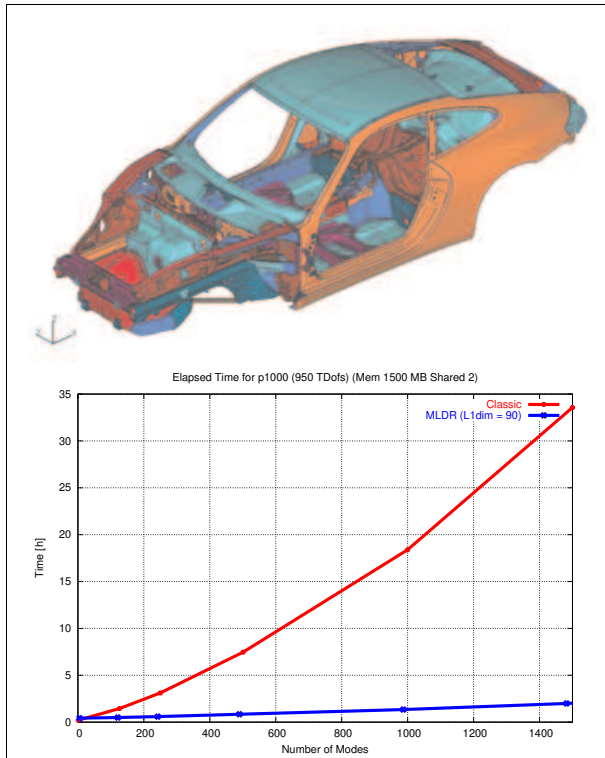 Elapsed Time for p1000 (950 TDofs) (Mem 1500 MB Shared 2)
Classic
MLDR (L1dim = 90)
35
30
25
20
15
10
5
0
Time [h]
0 200 400 600 800 1000 1200 1400
Number of Modes